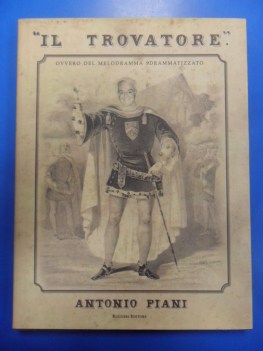 "IL TROVATORE"
OVVERO DEL MELODRAMMA SDRAMMATIZZATO
ANTONIO PIANI